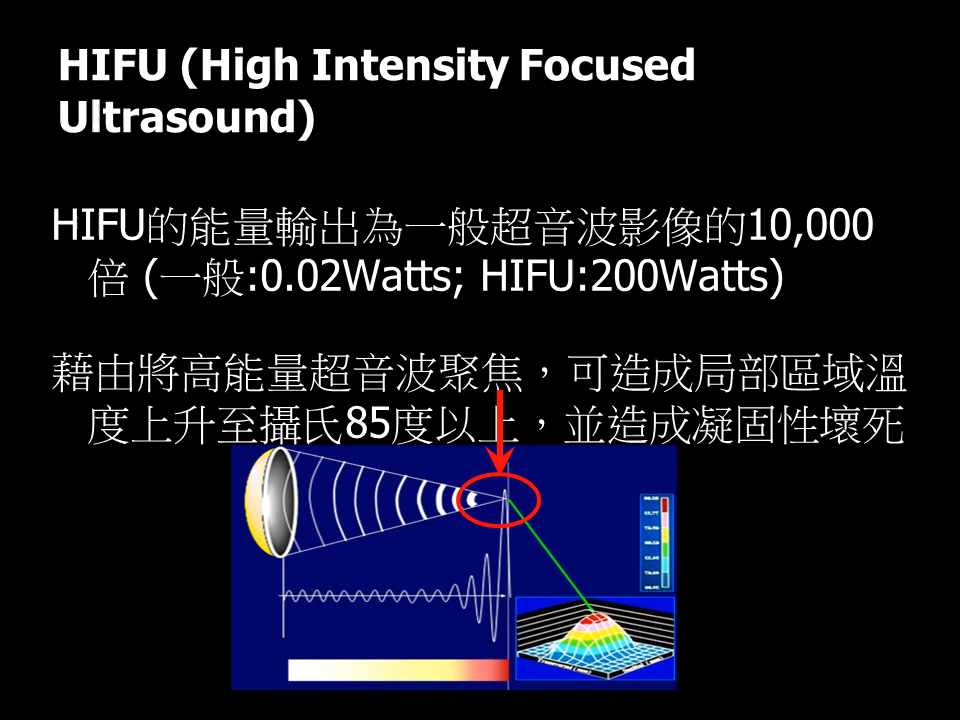 HIFU (High Intensity Focused
Ultrasound)
HIFU的能量輸出為一般超音波影像的10,000
倍 (一般:0.02Watts; HIFU:200Watts)
藉由將高能量超音波聚焦，可造成局部區域溫
度上升至攝氏85度以上，並造成凝固性壞死